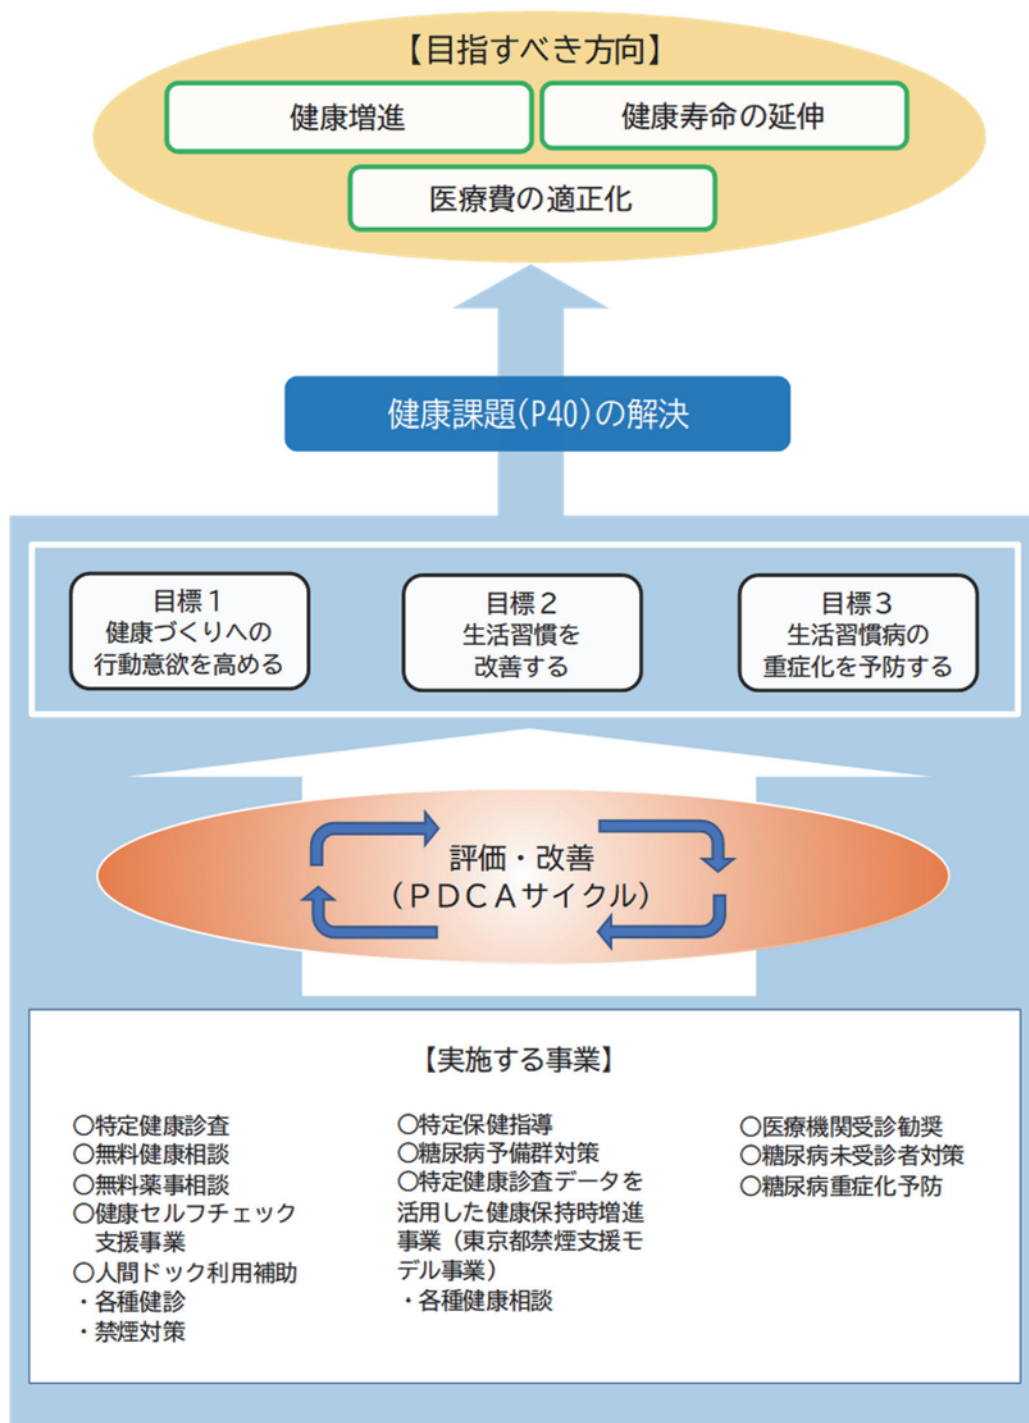 【目指すべき方向】
健康増進
健康寿命の延伸
医療費の適正化
健康課題(P40)の解決
目標1
健康づくりへの
行動意欲を高める
目標2
生活習慣を
改善する
目標3
生活習慣病の
重症化を予防する
評価・改善
(PDCAサイクル)
【実施する事業】
○特定健康診査
○無料健康相談
○無料薬事相談
○健康セルフチェック
支援事業
○人間ドック利用補助
・各種健診
・禁煙対策
○特定保健指導
○糖尿病予備群対策
○特定健康診査データを
活用した健康保持時増進
事業（東京都禁煙支援モ
デル事業）
・各種健康相談
○医療機関受診勧奨
○糖尿病未受診者対策
○糖尿病重症化予防